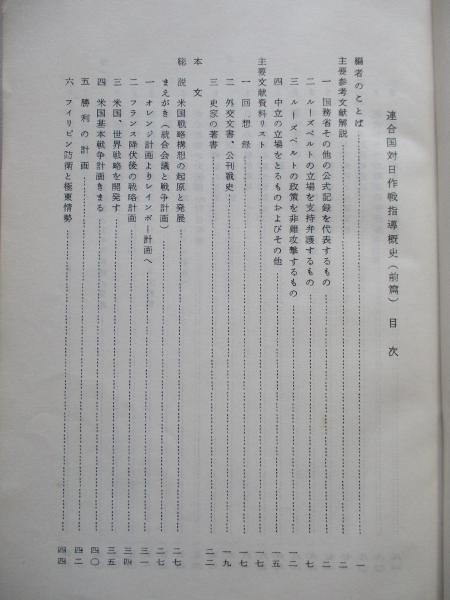 連合国対日作戦指導概史(前篇) 目次
編者のことば………一
主要参考文献解説………二
一 国務省その他の公式記録を代表するもの………二
二 ルーズベルトの立場を支持弁護するもの………七
三 ルーズベルトの政策を非難攻撃するもの………一二
四 中立の立場をとるものおよびその他………一五
主要文献資料リスト………一七
一 回想録………一七
二 外交文書、公刊戦史………一九
三 史家の著書………二二
本文
総説 米国戦略構想の起原と発展………二七
まえがき(統合会議と戦争計画)………二七
一 オレンジ計画よりレインボー計画へ………三一
二 フランス降伏後の戦略計画………三四
三 米国、世界戦略を開発す………三五
四 米国基本戦争計画きまる………四〇
五 勝利の計画………四二
六 フイリピン防衛と極東情勢………四四